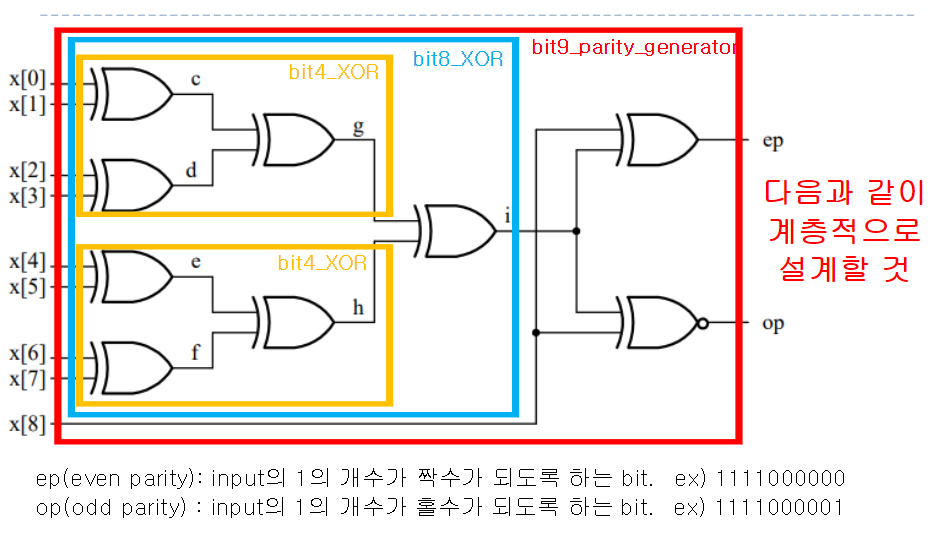 bit9_parity_generator
bit8_XOR
bit4_XOR
x[0]
x[1]
c
g
ep
x[2]
x[3]
d
다음과 같이
계층적으로
설계할 것
i
bit4_XOR
x[4]
x[5]
e
h
op
x[6]
x[7]
f
x[8]
ep(even parity): input의 1의 개수가 짝수가 되도록 하는 bit. ex) 1111000000
op(odd parity) : input의 1의 개수가 홀수가 되도록 하는 bit. ex) 1111000001